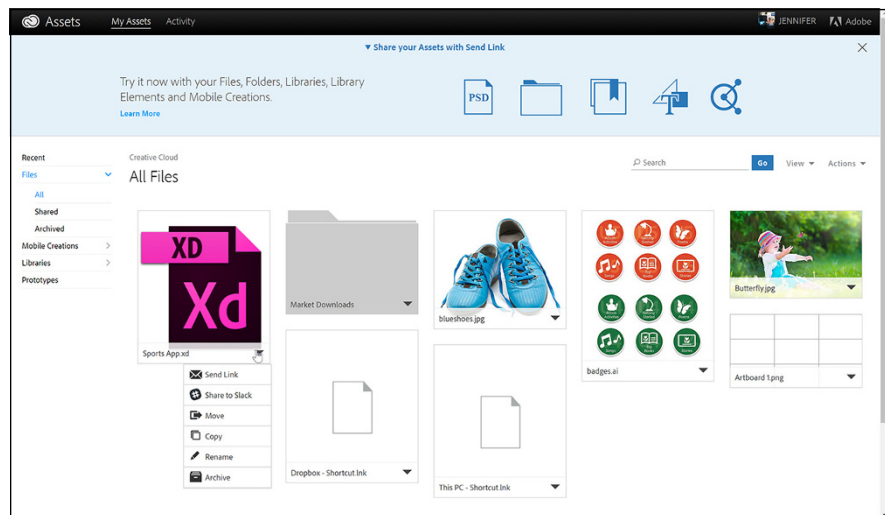 Assets My Assets Activity JENNIFER Adobe
▾ Share your Assets with Send Link
Try it now with your Files, Folders, Libraries, Library
Elements and Mobile Creations.
Learn More
PSD
T
Recent
Files
All
Shared
Archived
Mobile Creations
Libraries
Prototypes
Creative Cloud
All Files
Search Go View Actions
XD
Xd
Sports App.xd
Send Link
Share to Slack
Move
Copy
Rename
Archive
Market Downloads
Dropbox - Shortcut.lnk
blueshoes.jpg
This PC - Shortcut.lnk
badges.ai
Butterfly.jpg
Artboard 1.png